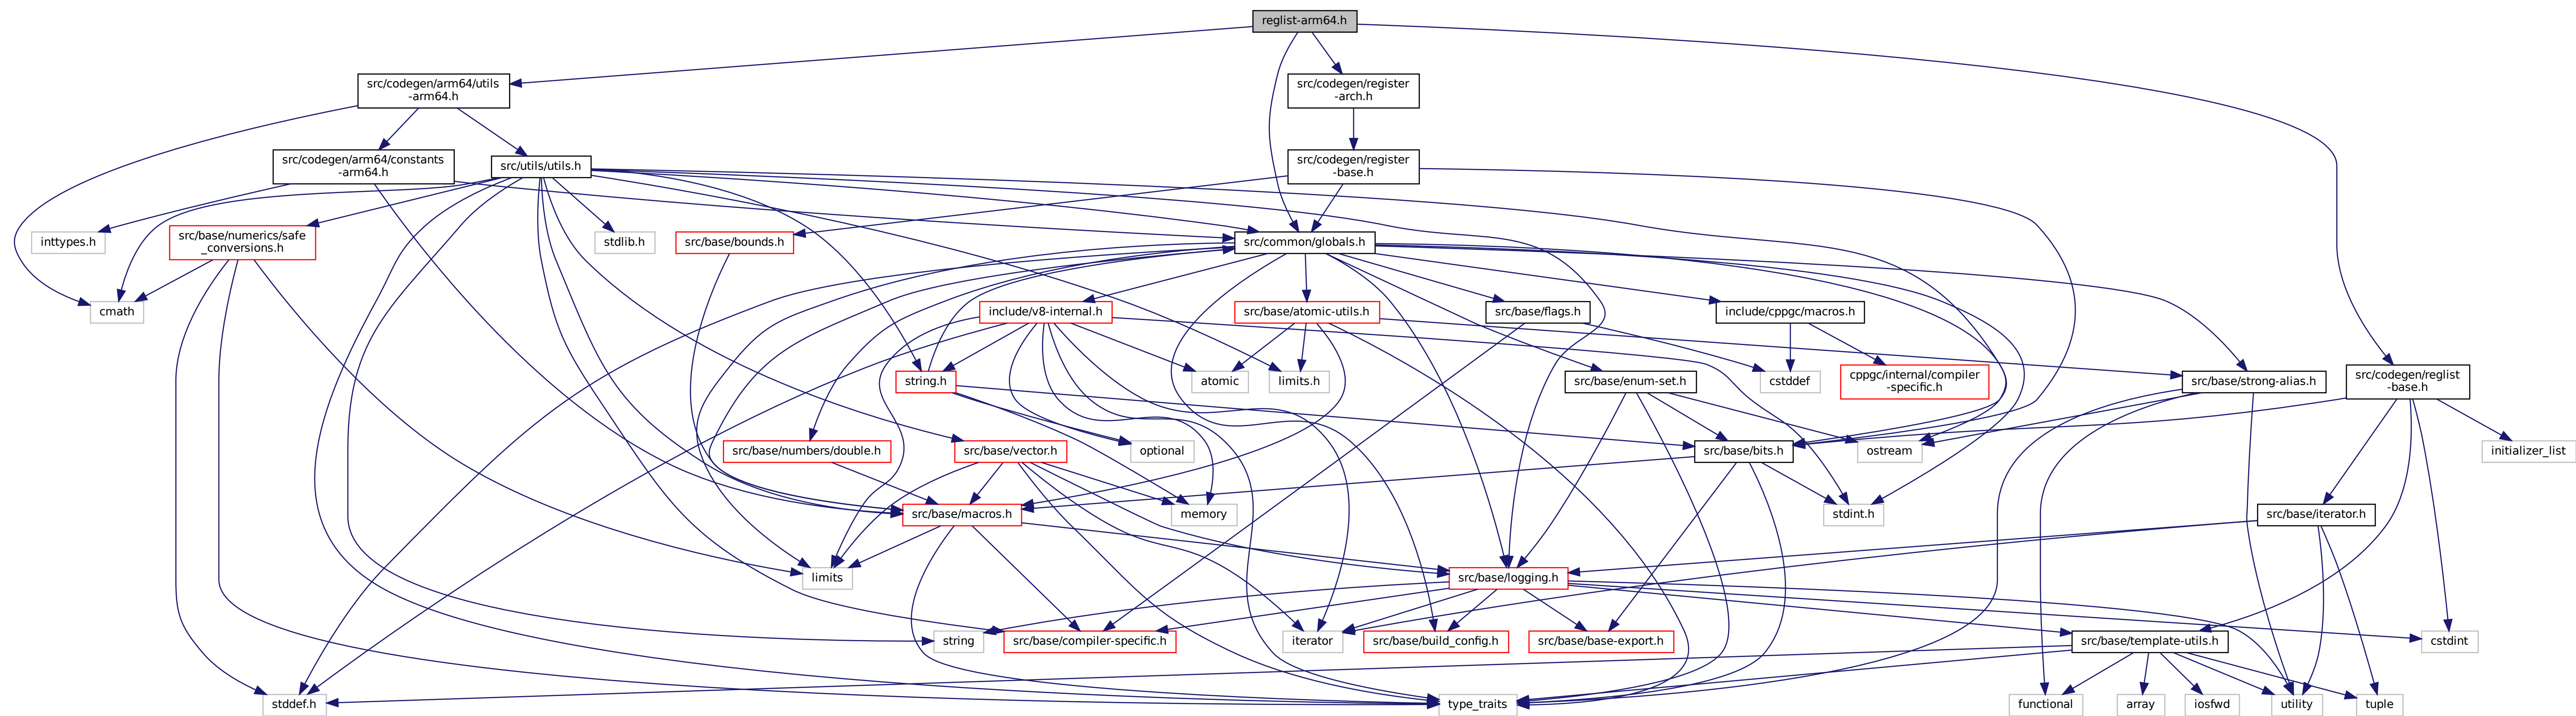 reglist-arm64.h
src/codegen/arm64/utils
-arm64.h
src/codegen/register
-arch.h
src/codegen/arm64/constants
-arm64.h
src/utils/utils.h
src/codegen/register
-base.h
inttypes.h
src/base/numerics/safe
_conversions.h
stdlib.h
src/base/bounds.h
src/common/globals.h
cmath
include/v8-internal.h
src/base/atomic-utils.h
src/base/flags.h
include/cppgc/macros.h
string.h
atomic
limits.h
src/base/enum-set.h
cstddef
cppgc/internal/compiler
-specific.h
src/base/strong-alias.h
src/codegen/reglist
-base.h
src/base/numbers/double.h
src/base/vector.h
optional
src/base/bits.h
ostream
initializer_list
src/base/macros.h
memory
stdint.h
src/base/iterator.h
limits
src/base/logging.h
string
src/base/compiler-specific.h
iterator
src/base/build_config.h
src/base/base-export.h
src/base/template-utils.h
cstdint
stddef.h
type_traits
functional
array
iosfwd
utility
tuple